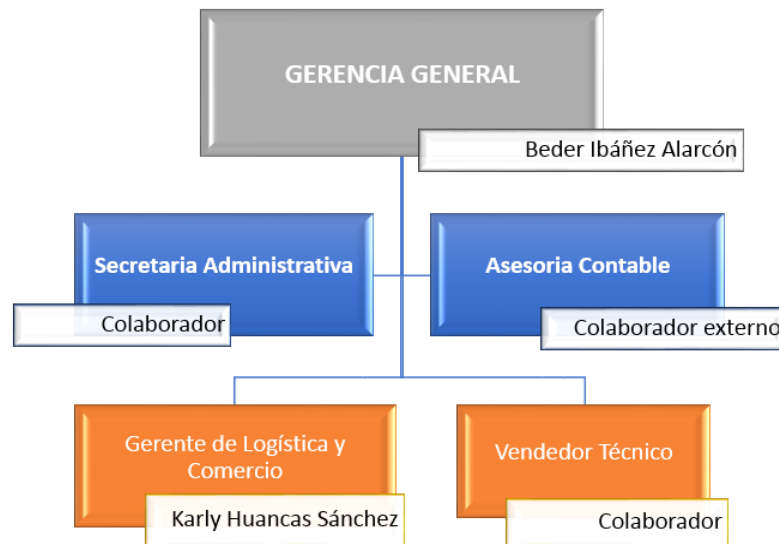 GERENCIA GENERAL
Beder Ibáñez Alarcón
Secretaria Administrativa
Colaborador
Asesoria Contable
Colaborador externo
Gerente de Logística y
Comercio
Karly Huancas Sánchez
Vendedor Técnico
Colaborador